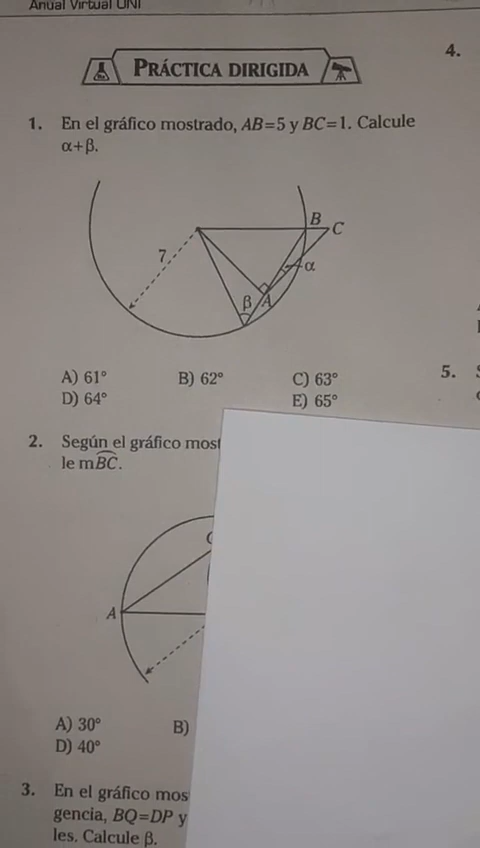 Anual Virtual UNI
PRÁCTICA DIRIGIDA
4.
1. En el gráfico mostrado, AB=5 y BC=1. Calcule
α+β.
B
C
7
α
β
A
A) 61° B) 62° C) 63°
D) 64° E) 65°
5.
2. Según el gráfico most
le mBC.
A
A) 30° B)
D) 40°
3. En el gráfico mos
gencia, BQ=DP y
les. Calcule β.